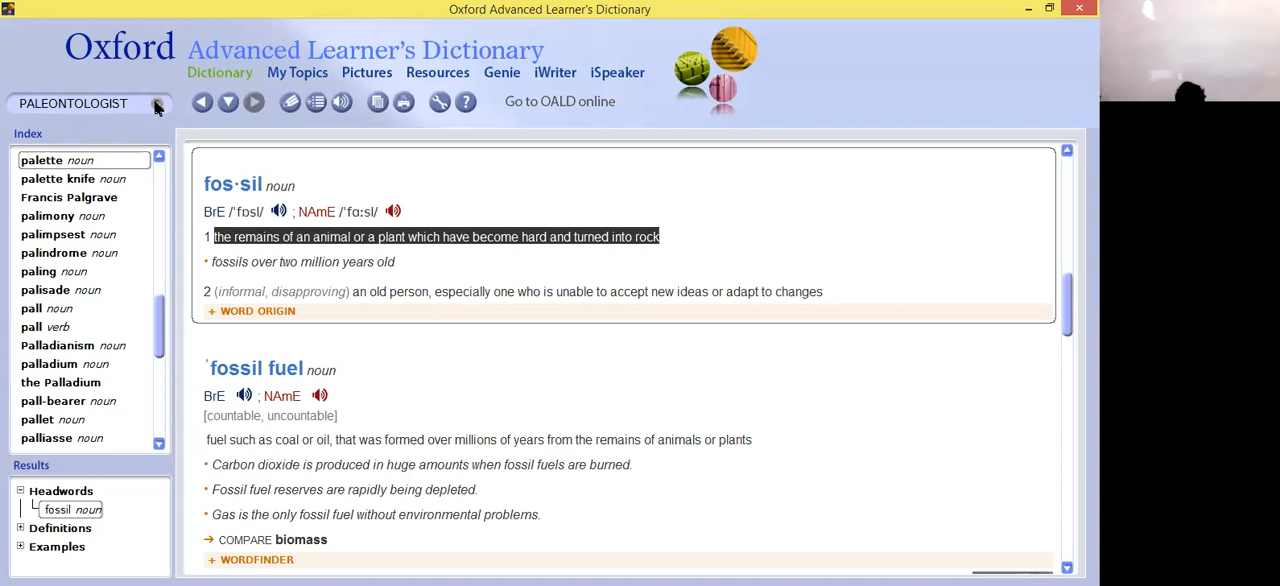 Oxford Advanced Learner's Dictionary
Oxford Advanced Learner's Dictionary
Dictionary My Topics Pictures Resources Genie iWriter iSpeaker
PALEONTOLOGIST
Go to OALD online
Index
palette noun
palette knife noun
Francis Palgrave
palimony noun
palimpsest noun
palindrome noun
paling noun
palisade noun
pall noun
pall verb
Palladianism noun
palladium noun
the Palladium
pall-bearer noun
pallet noun
palliasse noun
Results
Headwords
fossil noun
Definitions
Examples
fos·sil noun
BrE /ˈfɒsl/ ; NAmE /ˈfɑːsl/
1 the remains of an animal or a plant which have become hard and turned into rock
• fossils over two million years old
2 (informal, disapproving) an old person, especially one who is unable to accept new ideas or adapt to changes
+ WORD ORIGIN
ˈfossil fuel noun
BrE ; NAmE
[countable, uncountable]
fuel such as coal or oil, that was formed over millions of years from the remains of animals or plants
• Carbon dioxide is produced in huge amounts when fossil fuels are burned.
• Fossil fuel reserves are rapidly being depleted.
• Gas is the only fossil fuel without environmental problems.
→ COMPARE biomass
+ WORDFINDER